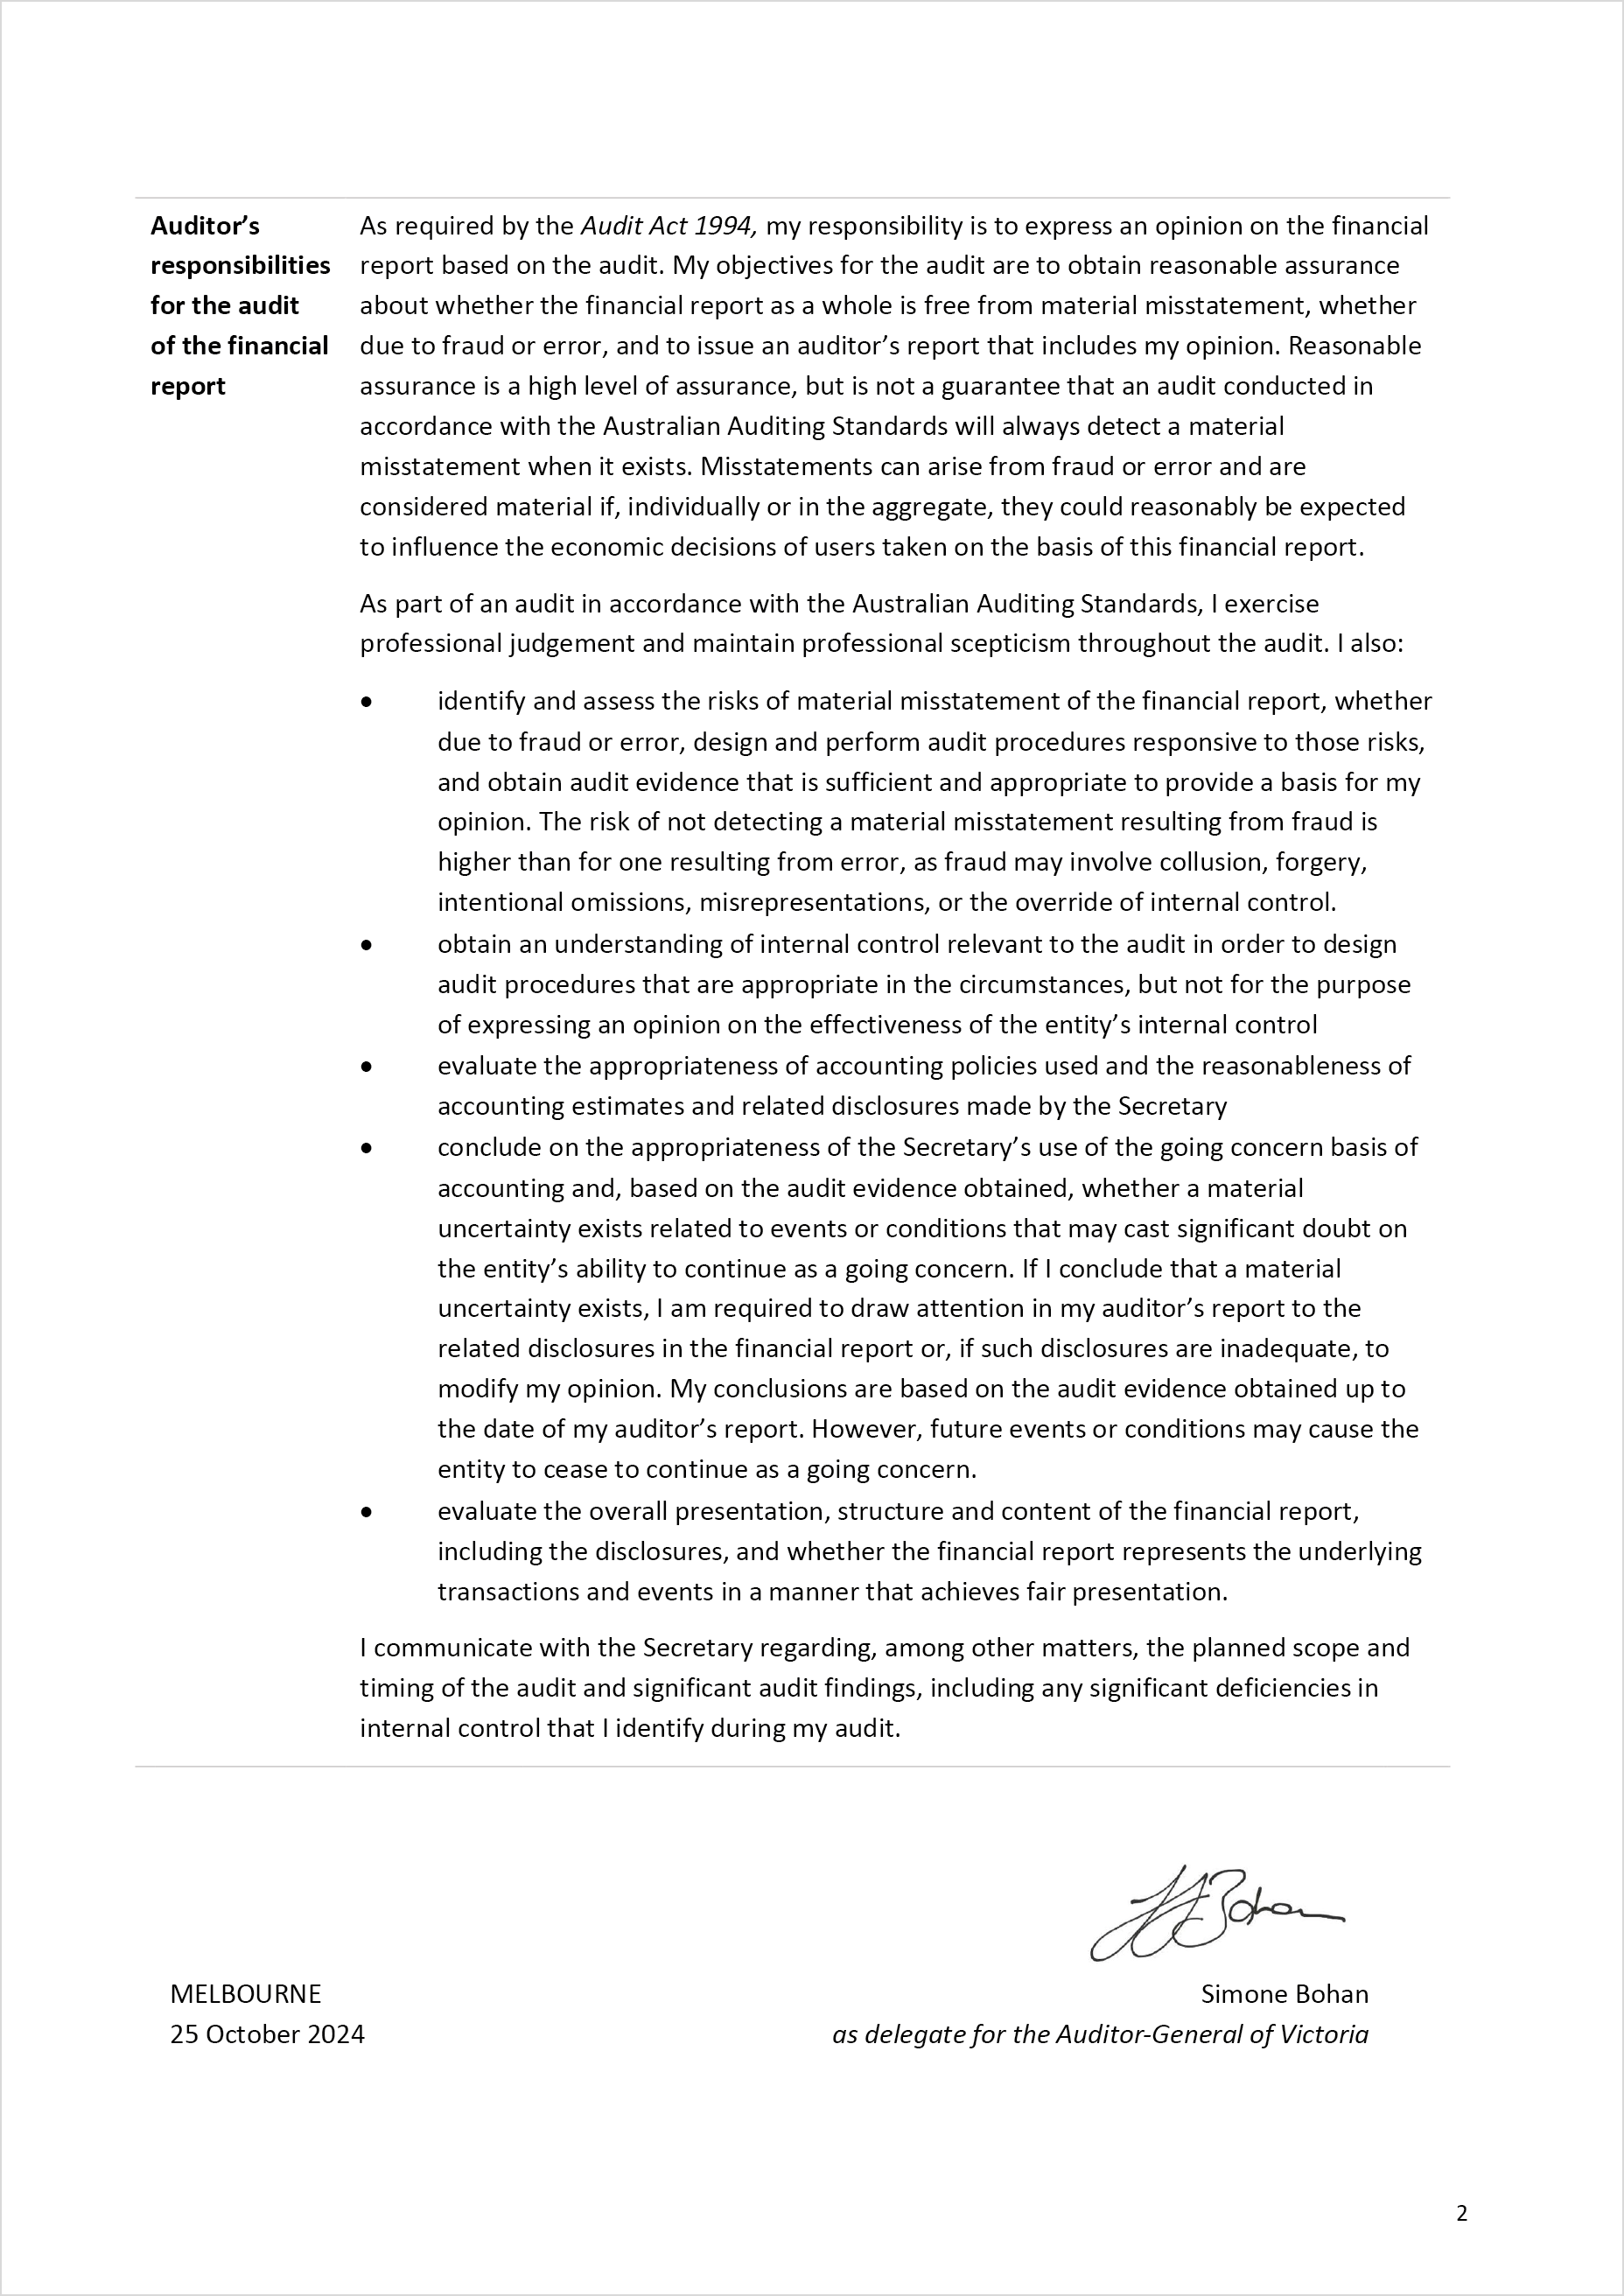 Auditor’s
responsibilities
for the audit
of the financial
report
As required by the Audit Act 1994, my responsibility is to express an opinion on the financial
report based on the audit. My objectives for the audit are to obtain reasonable assurance
about whether the financial report as a whole is free from material misstatement, whether
due to fraud or error, and to issue an auditor’s report that includes my opinion. Reasonable
assurance is a high level of assurance, but is not a guarantee that an audit conducted in
accordance with the Australian Auditing Standards will always detect a material
misstatement when it exists. Misstatements can arise from fraud or error and are
considered material if, individually or in the aggregate, they could reasonably be expected
to influence the economic decisions of users taken on the basis of this financial report.
As part of an audit in accordance with the Australian Auditing Standards, I exercise
professional judgement and maintain professional scepticism throughout the audit. I also:
• identify and assess the risks of material misstatement of the financial report, whether
due to fraud or error, design and perform audit procedures responsive to those risks,
and obtain audit evidence that is sufficient and appropriate to provide a basis for my
opinion. The risk of not detecting a material misstatement resulting from fraud is
higher than for one resulting from error, as fraud may involve collusion, forgery,
intentional omissions, misrepresentations, or the override of internal control.
• obtain an understanding of internal control relevant to the audit in order to design
audit procedures that are appropriate in the circumstances, but not for the purpose
of expressing an opinion on the effectiveness of the entity’s internal control
• evaluate the appropriateness of accounting policies used and the reasonableness of
accounting estimates and related disclosures made by the Secretary
• conclude on the appropriateness of the Secretary’s use of the going concern basis of
accounting and, based on the audit evidence obtained, whether a material
uncertainty exists related to events or conditions that may cast significant doubt on
the entity’s ability to continue as a going concern. If I conclude that a material
uncertainty exists, I am required to draw attention in my auditor’s report to the
related disclosures in the financial report or, if such disclosures are inadequate, to
modify my opinion. My conclusions are based on the audit evidence obtained up to
the date of my auditor’s report. However, future events or conditions may cause the
entity to cease to continue as a going concern.
• evaluate the overall presentation, structure and content of the financial report,
including the disclosures, and whether the financial report represents the underlying
transactions and events in a manner that achieves fair presentation.
I communicate with the Secretary regarding, among other matters, the planned scope and
timing of the audit and significant audit findings, including any significant deficiencies in
internal control that I identify during my audit.
MELBOURNE
25 October 2024
Simone Bohan
as delegate for the Auditor-General of Victoria
2